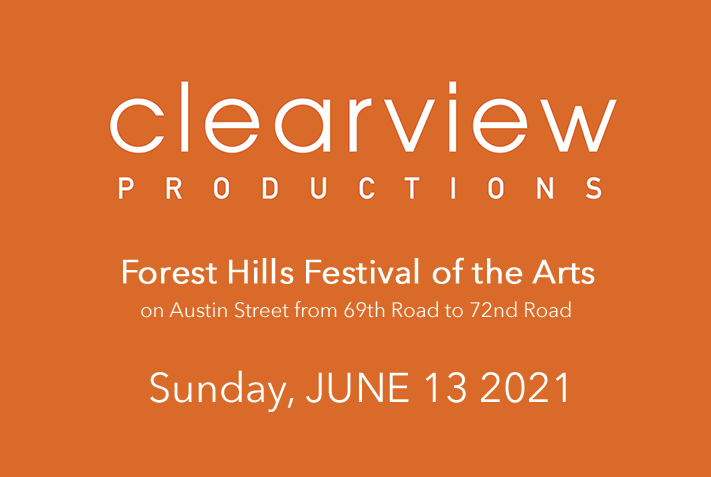 clearview
PRODUCTIONS
Forest Hills Festival of the Arts
on Austin Street from 69th Road to 72nd Road
Sunday, JUNE 13 2021